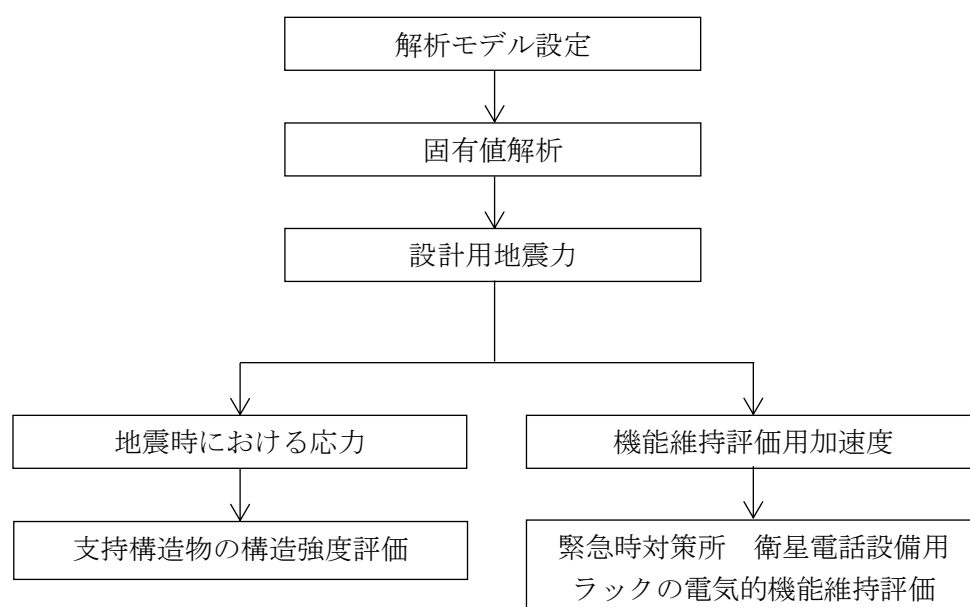 解析モデル設定
固有値解析
設計用地震力
地震時における応力
機能維持評価用加速度
支持構造物の構造強度評価
緊急時対策所　衛星電話設備用
ラックの電気的機能維持評価